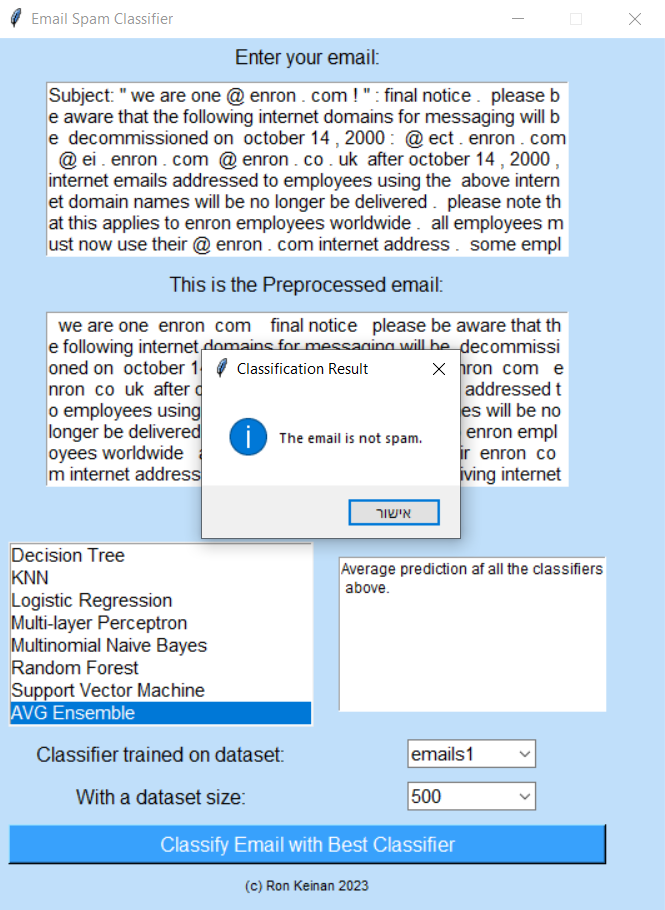 Email Spam Classifier
Enter your email:
Subject: " we are one @ enron . com ! " : final notice .  please b
e aware that the following internet domains for messaging will b
e  decommissioned on  october 14 , 2000 :  @ ect . enron . com
@ ei . enron . com  @ enron . co . uk  after october 14 , 2000 ,
internet emails addressed to employees using the  above intern
et domain names will be no longer be delivered .  please note th
at this applies to enron employees worldwide .  all employees m
ust now use their @ enron . com internet address .  some empl
This is the Preprocessed email:
we are one  enron  com    final notice   please be aware that th
e following internet domains for messaging will be  decommissi
oned on  october 1 nron  com   e
nron  co  uk  after addressed t
o employees using es will be no
longer be delivered enron empl
oyees worldwide enron  co
m internet address iving internet
Classification Result
The email is not spam.
אישור
Decision Tree
KNN
Logistic Regression
Multi-layer Perceptron
Multinomial Naive Bayes
Random Forest
Support Vector Machine
AVG Ensemble
Average prediction af all the classifiers
above.
Classifier trained on dataset:
emails1
With a dataset size:
500
Classify Email with Best Classifier
(c) Ron Keinan 2023